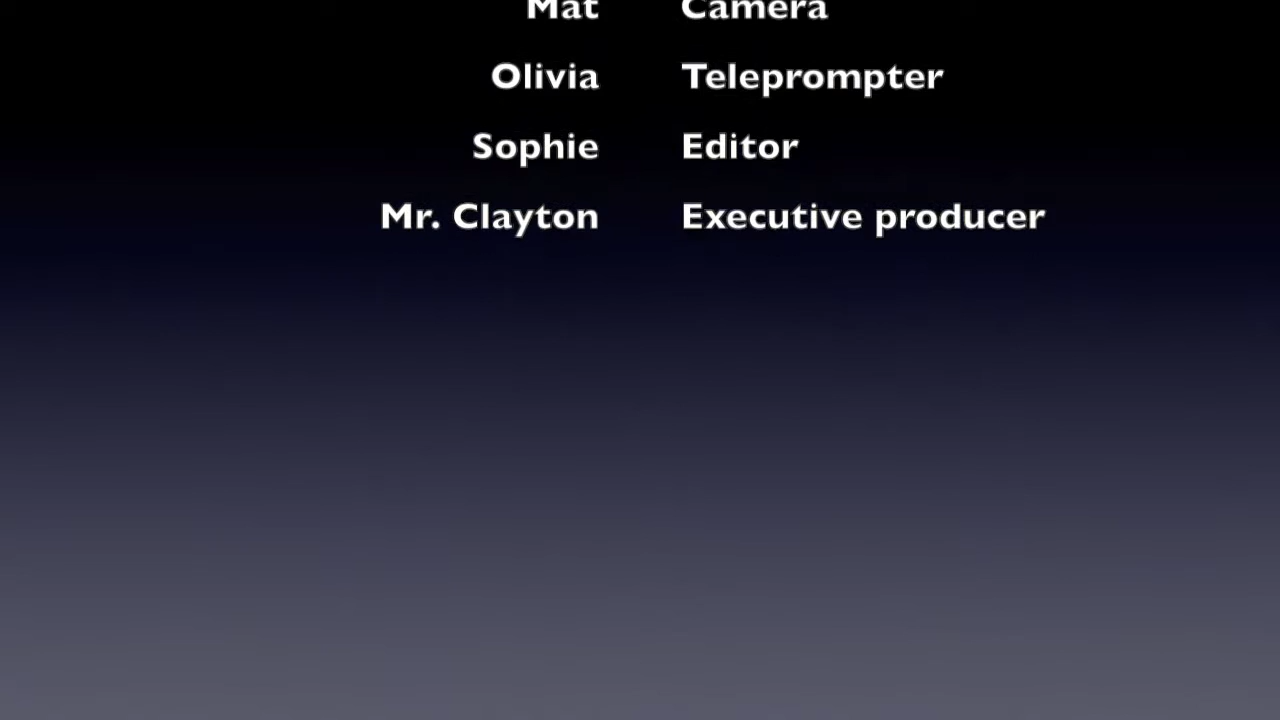 Mat Camera
Olivia Teleprompter
Sophie Editor
Mr. Clayton Executive producer